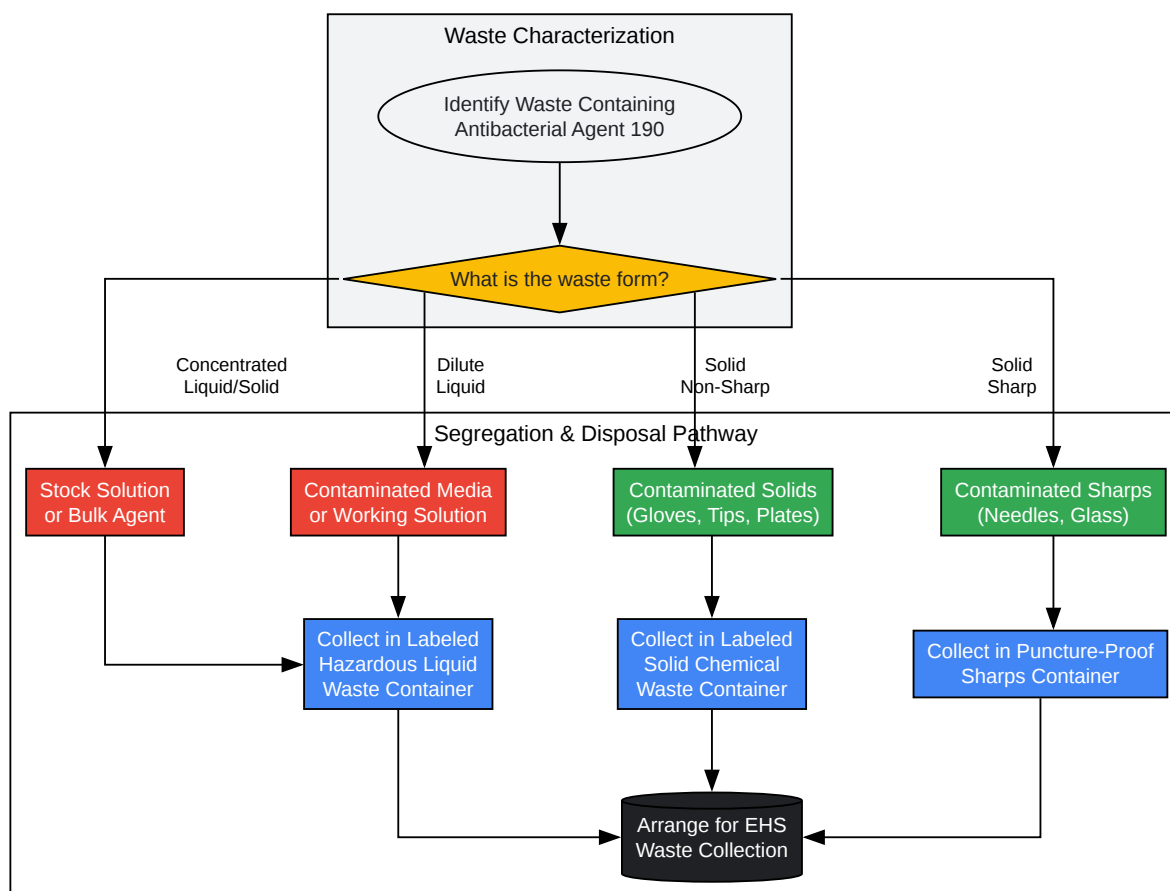 Waste Characterization
Identify Waste Containing
Antibacterial Agent 190
What is the waste form?
Concentrated
Liquid/Solid
Dilute
Liquid
Solid
Non-Sharp
Solid
Sharp
Segregation & Disposal Pathway
Stock Solution
or Bulk Agent
Contaminated Media
or Working Solution
Contaminated Solids
(Gloves, Tips, Plates)
Contaminated Sharps
(Needles, Glass)
Collect in Labeled
Hazardous Liquid
Waste Container
Collect in Labeled
Solid Chemical
Waste Container
Collect in Puncture-Proof
Sharps Container
Arrange for EHS
Waste Collection